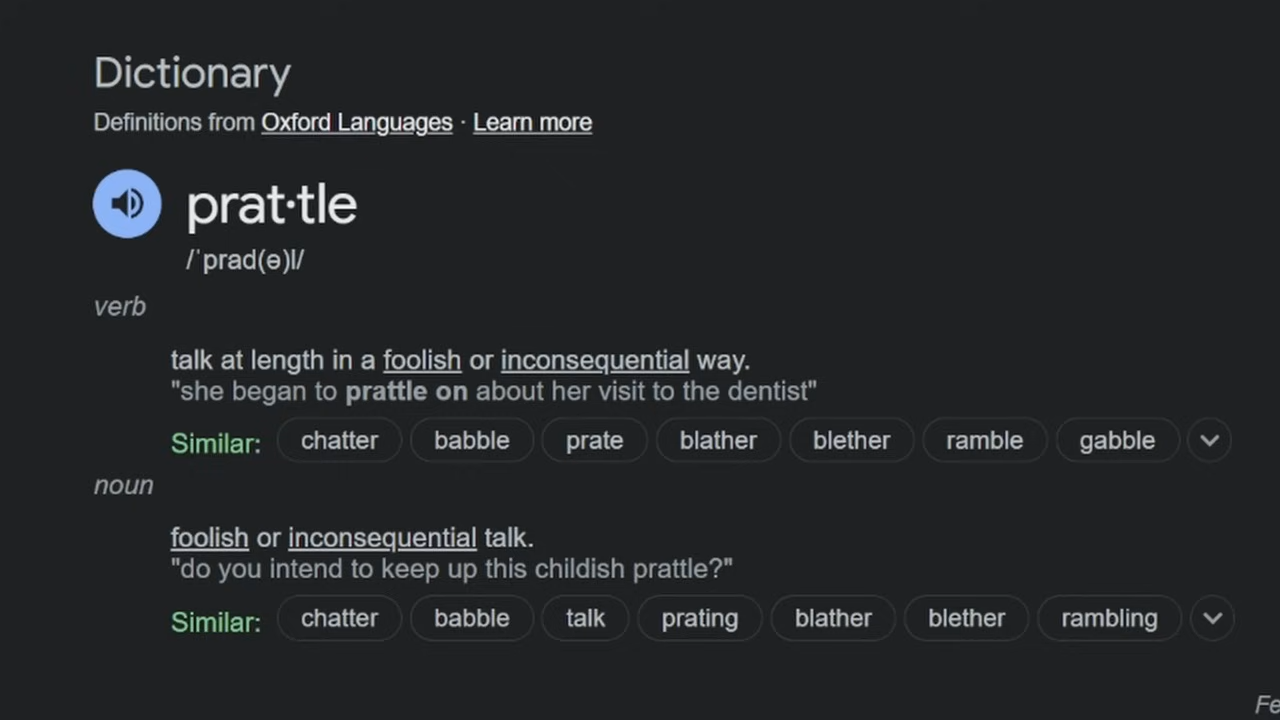 Dictionary
Definitions from Oxford Languages · Learn more
prat·tle
/ˈprad(ə)l/
verb
talk at length in a foolish or inconsequential way.
"she began to prattle on about her visit to the dentist"
Similar: chatter babble prate blather blether ramble gabble
noun
foolish or inconsequential talk.
"do you intend to keep up this childish prattle?"
Similar: chatter babble talk prating blather blether rambling